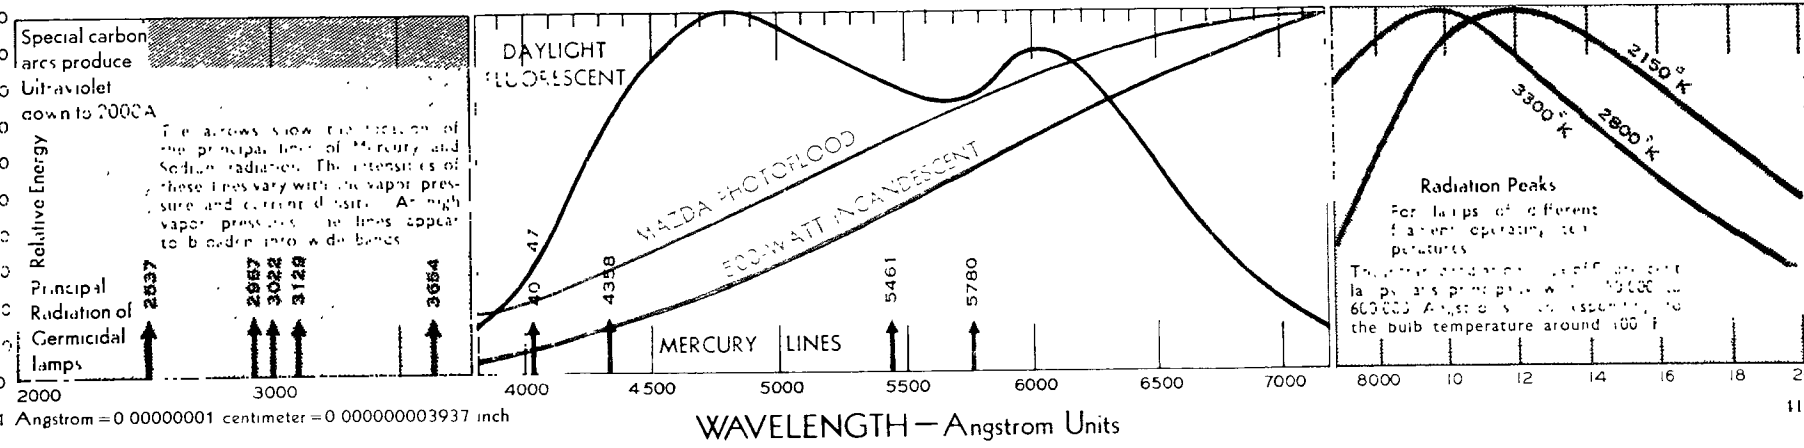 Special carbon
arcs produce
Ultraviolet
down to 2000A
Relative Energy
The arrows show the location of
the principal lines of Mercury and
Sodium radiation. The intensities of
these lines vary with the vapor pres-
sure and current density. At high
vapor pressures the lines appear
to broaden into wide bands
Principal
Radiation of
Germicidal
lamps
2537
2967
3022
3129
3654
2000
3000
1 Angstrom = 0 00000001 centimeter = 0 000000003937 inch
DAYLIGHT
FLUORESCENT
MAZDA PHOTOFLOOD
500-WATT INCANDESCENT
40 47
4358
5461
5780
MERCURY LINES
4000 4500 5000 5500 6000 6500 7000
WAVELENGTH — Angstrom Units
2150°K
3300°K
2800°K
Radiation Peaks
For lamps of different
filament operating tem
peratures
the bulb temperature around 100 F
8000 10 12 14 16 18 2